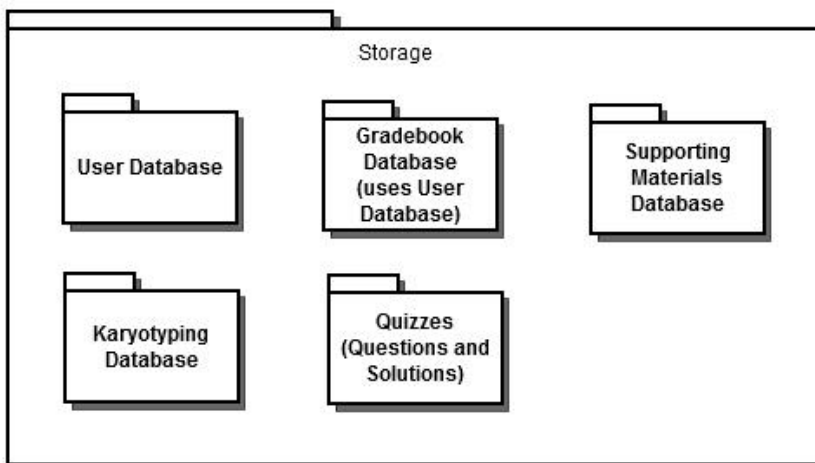 Storage
User Database
Gradebook
Database
(uses User
Database)
Supporting
Materials
Database
Karyotyping
Database
Quizzes
(Questions and
Solutions)